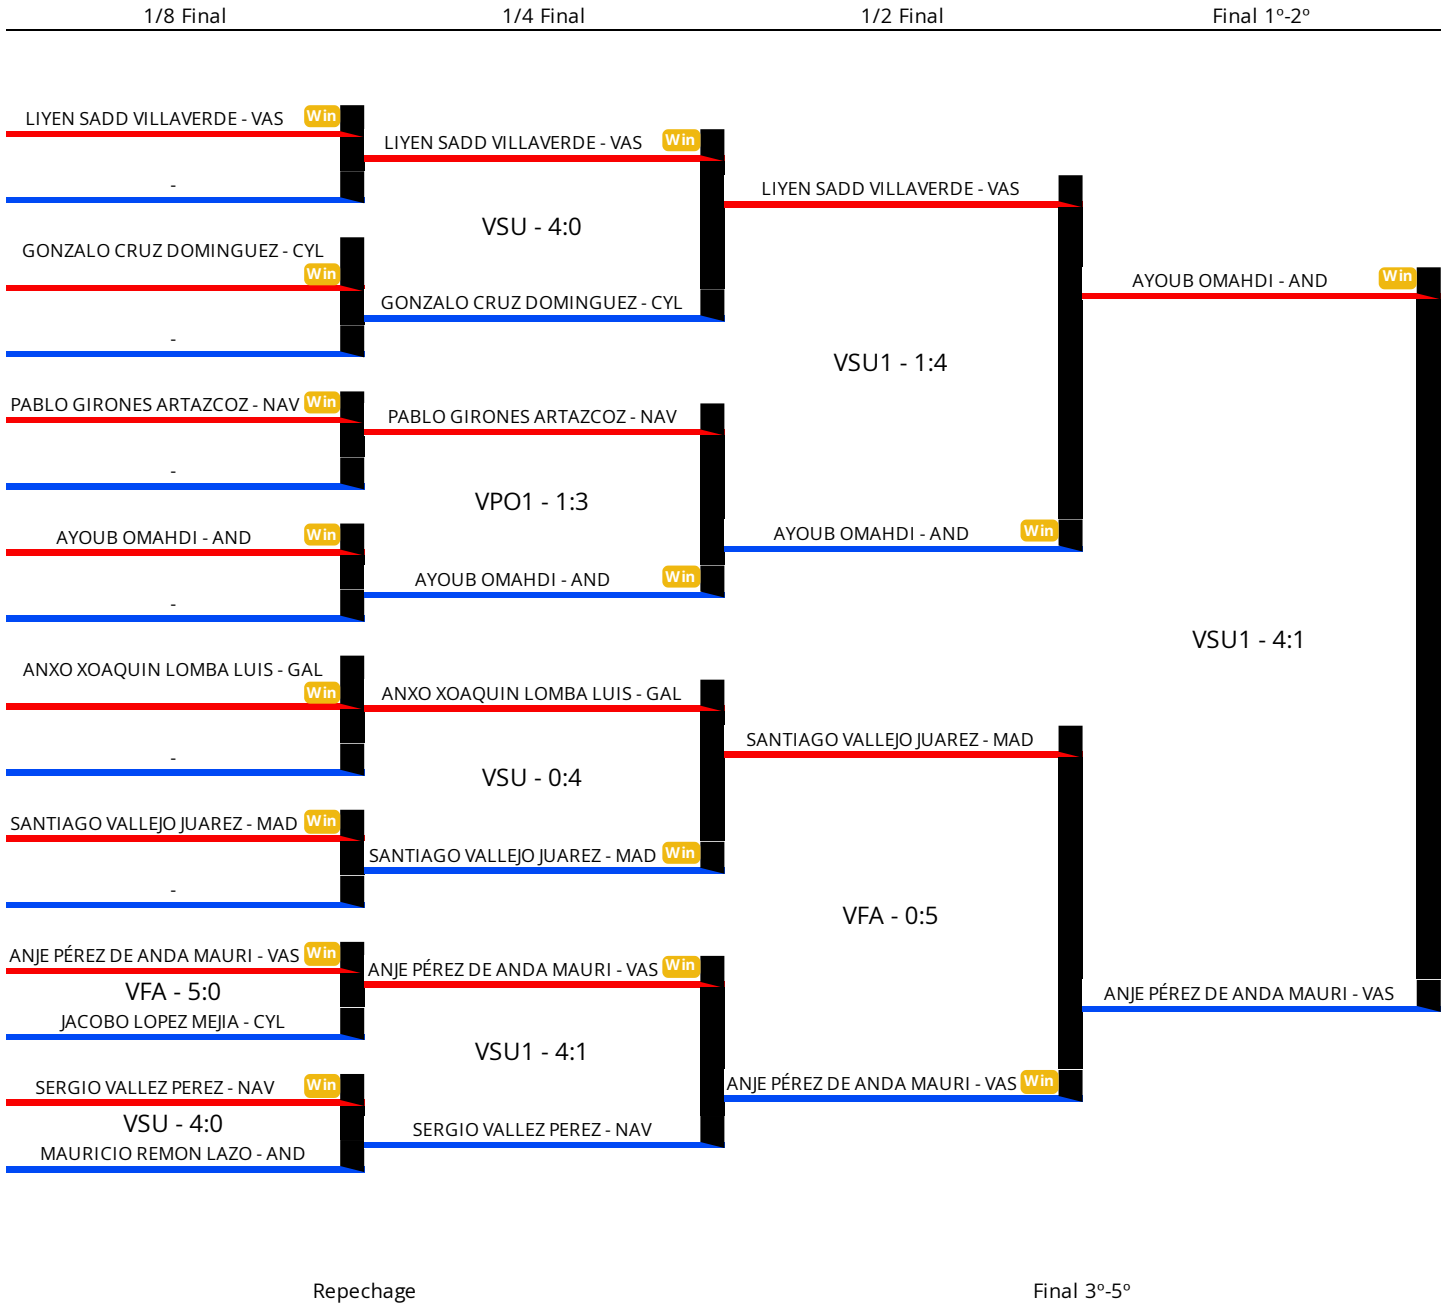 1/8 Final
1/4 Final
1/2 Final
Final 1º-2º
LIYEN SADD VILLAVERDE - VAS
Win
-
GONZALO CRUZ DOMINGUEZ - CYL
Win
-
PABLO GIRONES ARTAZCOZ - NAV
Win
-
AYOUB OMAHDI - AND
Win
-
ANXO XOAQUIN LOMBA LUIS - GAL
Win
-
SANTIAGO VALLEJO JUAREZ - MAD
Win
-
ANJE PÉREZ DE ANDA MAURI - VAS
Win
VFA - 5:0
JACOBO LOPEZ MEJIA - CYL
SERGIO VALLEZ PEREZ - NAV
Win
VSU - 4:0
MAURICIO REMON LAZO - AND
LIYEN SADD VILLAVERDE - VAS
Win
VSU - 4:0
GONZALO CRUZ DOMINGUEZ - CYL
PABLO GIRONES ARTAZCOZ - NAV
VPO1 - 1:3
AYOUB OMAHDI - AND
Win
ANXO XOAQUIN LOMBA LUIS - GAL
VSU - 0:4
SANTIAGO VALLEJO JUAREZ - MAD
Win
ANJE PÉREZ DE ANDA MAURI - VAS
Win
VSU1 - 4:1
SERGIO VALLEZ PEREZ - NAV
LIYEN SADD VILLAVERDE - VAS
VSU1 - 1:4
AYOUB OMAHDI - AND
Win
SANTIAGO VALLEJO JUAREZ - MAD
VFA - 0:5
ANJE PÉREZ DE ANDA MAURI - VAS
Win
AYOUB OMAHDI - AND
Win
VSU1 - 4:1
ANJE PÉREZ DE ANDA MAURI - VAS
Repechage
Final 3º-5º